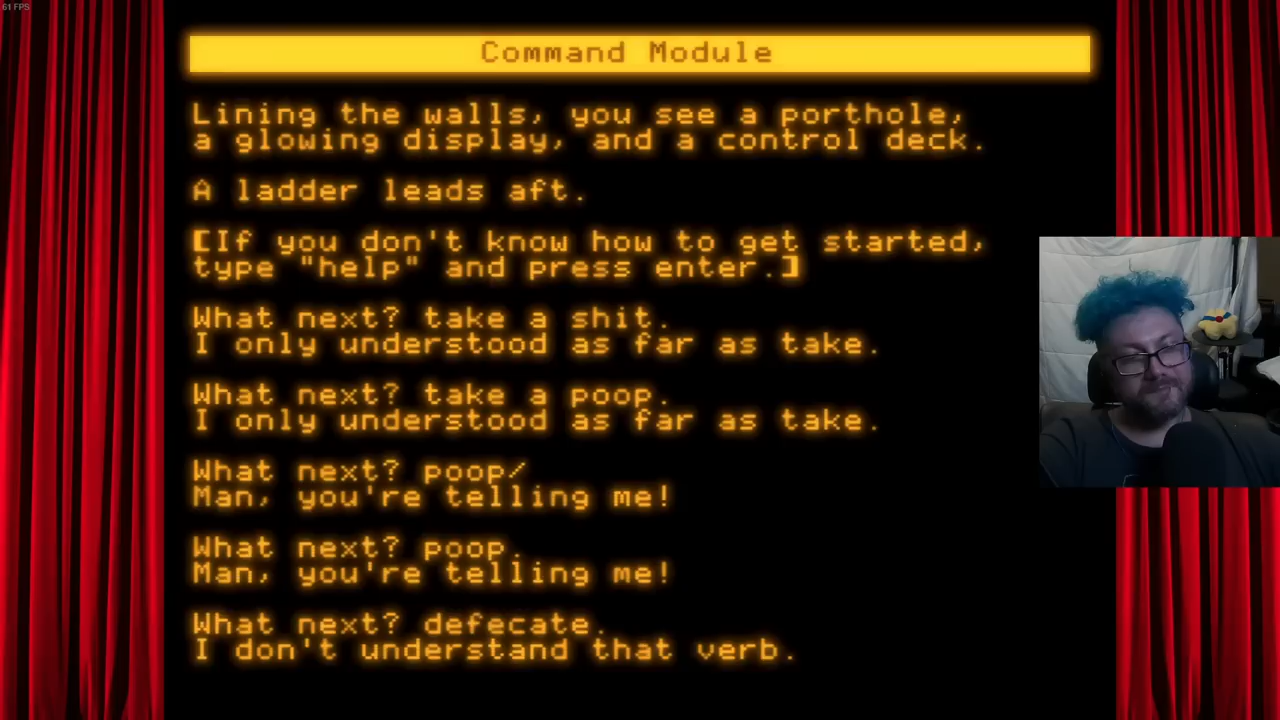 61 FPS
Command Module
Lining the walls, you see a porthole,
a glowing display, and a control deck.
A ladder leads aft.
[If you don't know how to get started,
type "help" and press enter.]
What next? take a shit.
I only understood as far as take.
What next? take a poop.
I only understood as far as take.
What next? poop/
Man, you're telling me!
What next? poop.
Man, you're telling me!
What next? defecate.
I don't understand that verb.